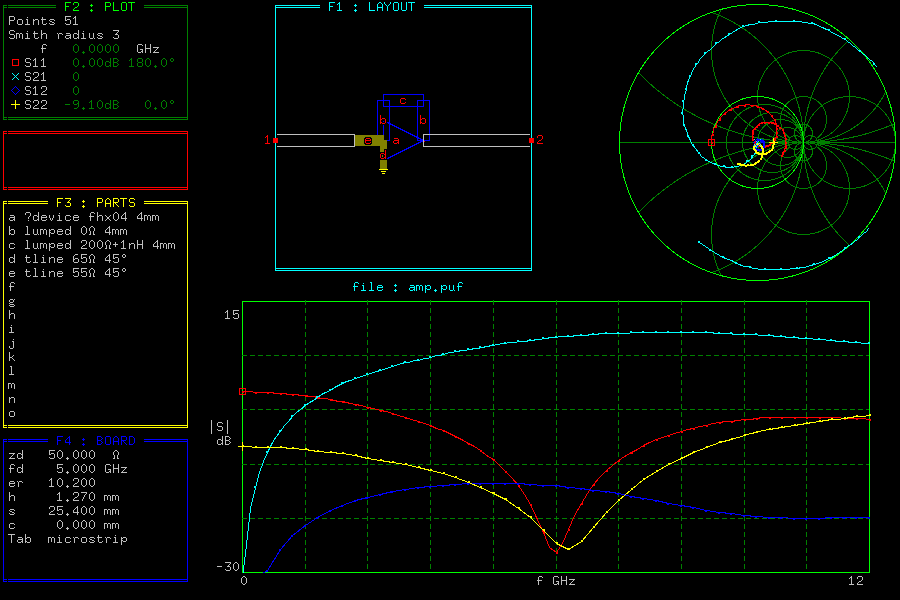 F2 : PLOT
Points 51
Smith radius 3
f 0.0000 GHz
S11 0.00dB 180.0°
S21 0
S12 0
S22 -9.10dB 0.0°
F3 : PARTS
a ?device fhx04 4mm
b lumped 0Ω 4mm
c lumped 200Ω+1nH 4mm
d tline 65Ω 45°
e tline 55Ω 45°
f
g
h
i
j
k
l
m
n
o
F4 : BOARD
zd 50.000 Ω
fd 5.000 GHz
er 10.200
h 1.270 mm
s 25.400 mm
c 0.000 mm
Tab microstrip
F1 : LAYOUT
c
b b
1 e a 2
d
file : amp.puf
15
|S|
dB
-30
0 f GHz 12